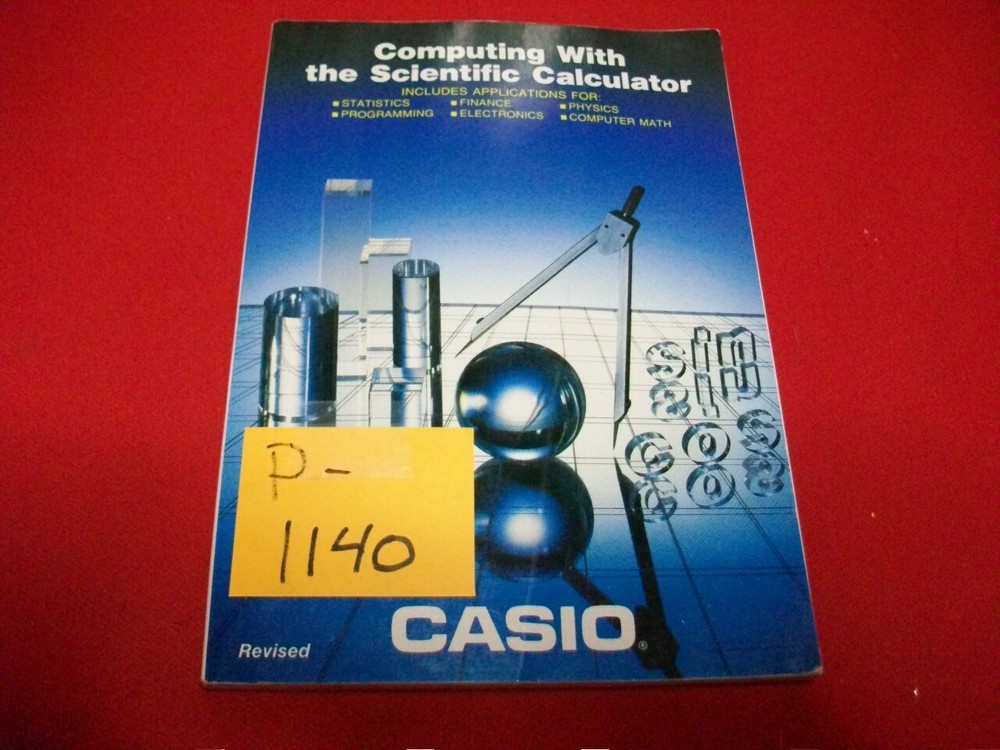 Computing With
the Scientific Calculator
INCLUDES APPLICATIONS FOR:
■ STATISTICS ■ FINANCE ■ PHYSICS
■ PROGRAMMING ■ ELECTRONICS ■ COMPUTER MATH
sin
cos
P-
1140
CASIO®
Revised